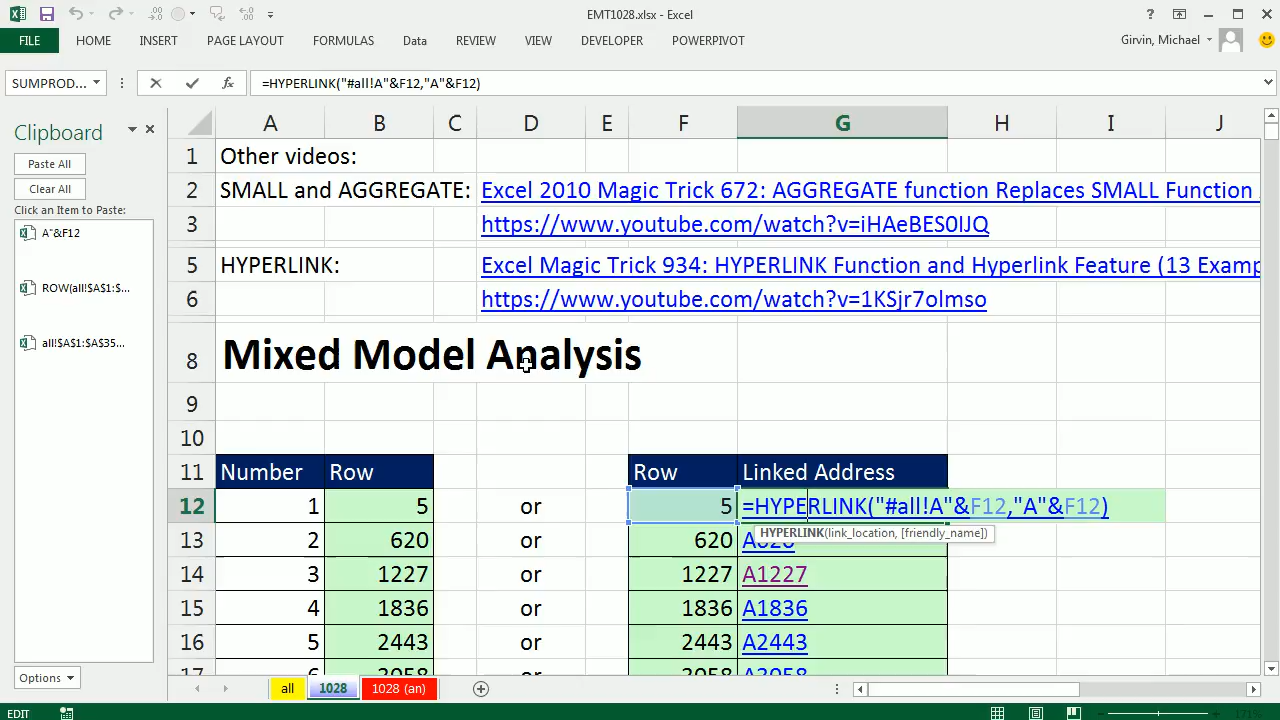 EMT1028.xlsx - Excel
FILE HOME INSERT PAGE LAYOUT FORMULAS Data REVIEW VIEW DEVELOPER POWERPIVOT Girvin, Michael
SUMPROD... =HYPERLINK("#all!A"&F12,"A"&F12)
Clipboard
Paste All
Clear All
Click an Item to Paste:
A"&F12
ROW(all!$A$1:$...
all!$A$1:$A$35...
Options
A B C D E F G H I J
1 Other videos:
2 SMALL and AGGREGATE: Excel 2010 Magic Trick 672: AGGREGATE function Replaces SMALL Function
3 https://www.youtube.com/watch?v=iHAeBES0IJQ
5 HYPERLINK: Excel Magic Trick 934: HYPERLINK Function and Hyperlink Feature (13 Examp
6 https://www.youtube.com/watch?v=1KSjr7olmso
8 Mixed Model Analysis
9
10
11 Number Row Row Linked Address
12 1 5 or 5 =HYPERLINK("#all!A"&F12,"A"&F12)
HYPERLINK(link_location, [friendly_name])
13 2 620 or 620 A620
14 3 1227 or 1227 A1227
15 4 1836 or 1836 A1836
16 5 2443 or 2443 A2443
17 6 3058 or 3058 A3058
all 1028 1028 (an)
EDIT